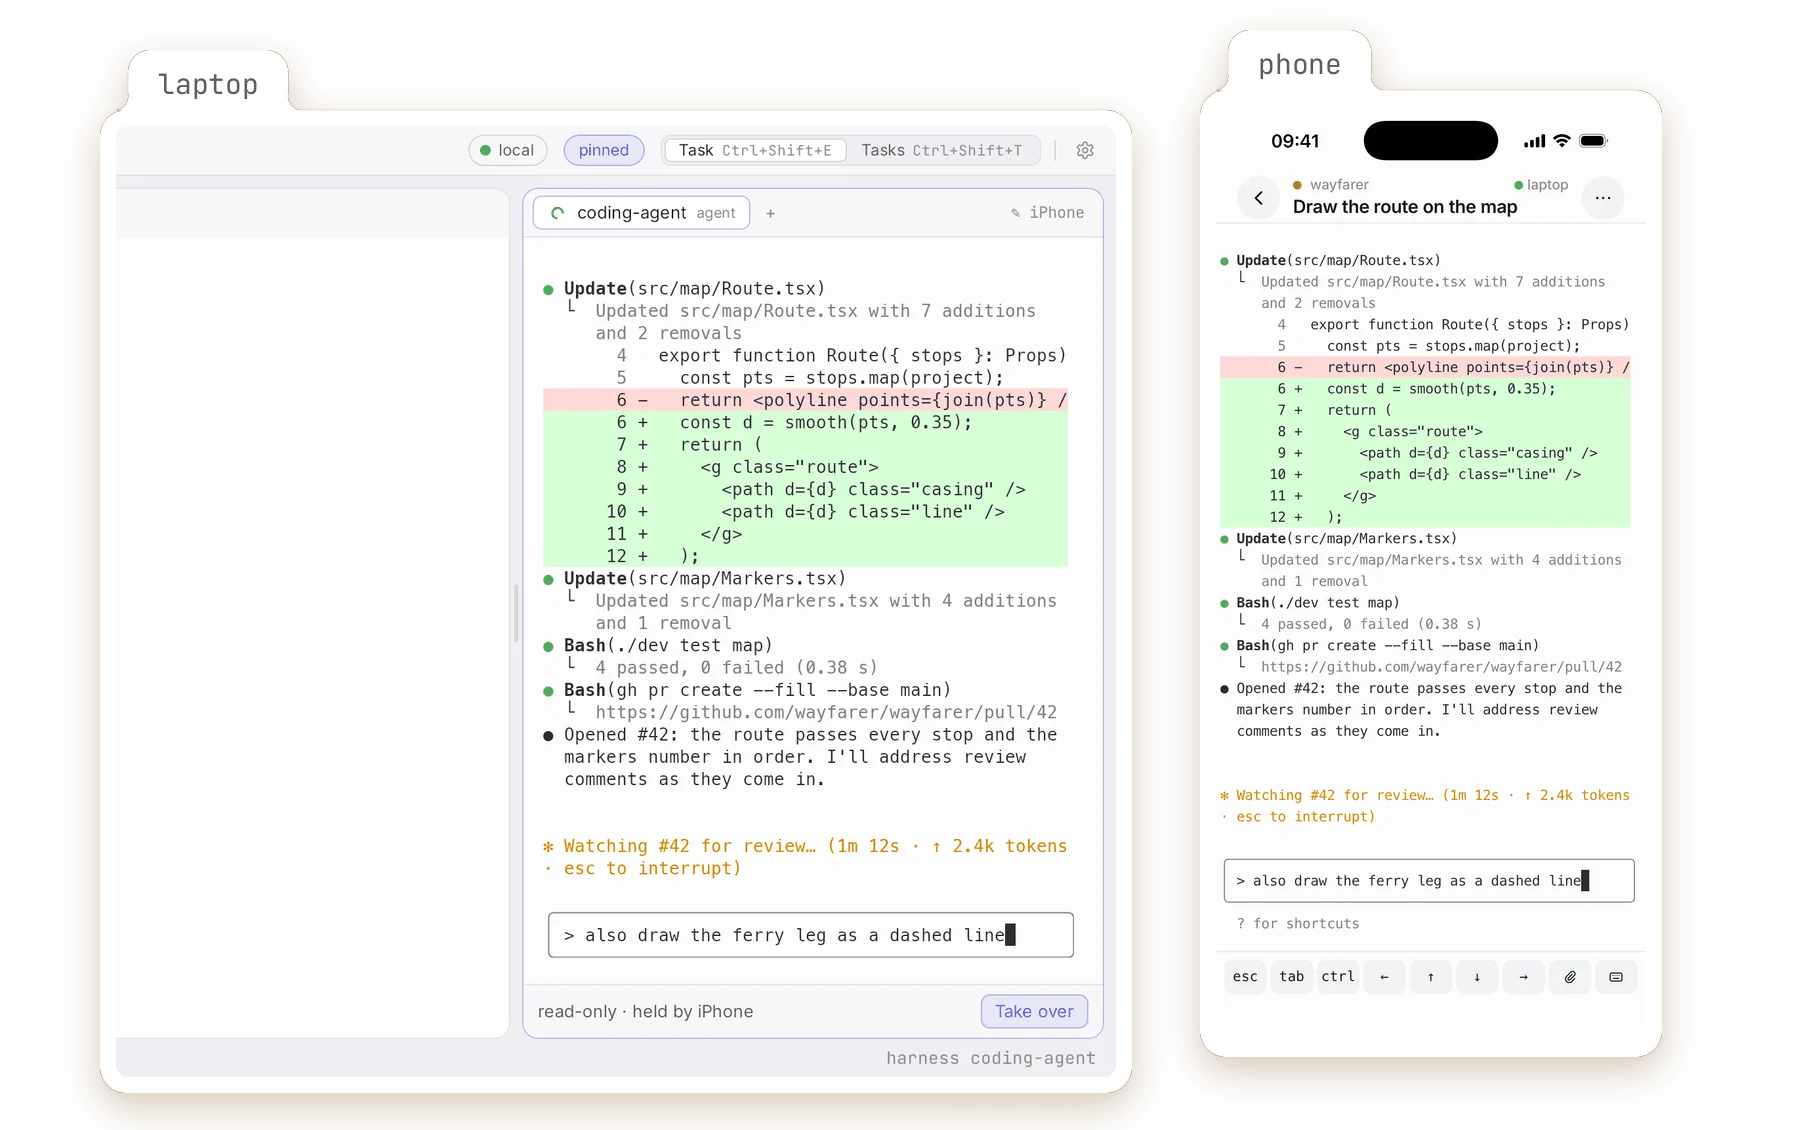 laptop
local
pinned
Task Ctrl+Shift+E
Tasks Ctrl+Shift+T
coding-agent agent +
✎ iPhone
● Update(src/map/Route.tsx)
└ Updated src/map/Route.tsx with 7 additions
and 2 removals
4 export function Route({ stops }: Props)
5 const pts = stops.map(project);
6 − return <polyline points={join(pts)} /
6 + const d = smooth(pts, 0.35);
7 + return (
8 + <g class="route">
9 + <path d={d} class="casing" />
10 + <path d={d} class="line" />
11 + </g>
12 + );
● Update(src/map/Markers.tsx)
└ Updated src/map/Markers.tsx with 4 additions
and 1 removal
● Bash(./dev test map)
└ 4 passed, 0 failed (0.38 s)
● Bash(gh pr create --fill --base main)
└ https://github.com/wayfarer/wayfarer/pull/42
● Opened #42: the route passes every stop and the
markers number in order. I'll address review
comments as they come in.
✻ Watching #42 for review… (1m 12s · ↑ 2.4k tokens
· esc to interrupt)
> also draw the ferry leg as a dashed line
read-only · held by iPhone
Take over
harness coding-agent
phone
09:41
wayfarer
laptop
Draw the route on the map
● Update(src/map/Route.tsx)
└ Updated src/map/Route.tsx with 7 additions
and 2 removals
4 export function Route({ stops }: Props)
5 const pts = stops.map(project);
6 − return <polyline points={join(pts)} /
6 + const d = smooth(pts, 0.35);
7 + return (
8 + <g class="route">
9 + <path d={d} class="casing" />
10 + <path d={d} class="line" />
11 + </g>
12 + );
● Update(src/map/Markers.tsx)
└ Updated src/map/Markers.tsx with 4 additions
and 1 removal
● Bash(./dev test map)
└ 4 passed, 0 failed (0.38 s)
● Bash(gh pr create --fill --base main)
└ https://github.com/wayfarer/wayfarer/pull/42
● Opened #42: the route passes every stop and the
markers number in order. I'll address review
comments as they come in.
✻ Watching #42 for review… (1m 12s · ↑ 2.4k tokens
· esc to interrupt)
> also draw the ferry leg as a dashed line
? for shortcuts
esc tab ctrl ← ↑ ↓ →